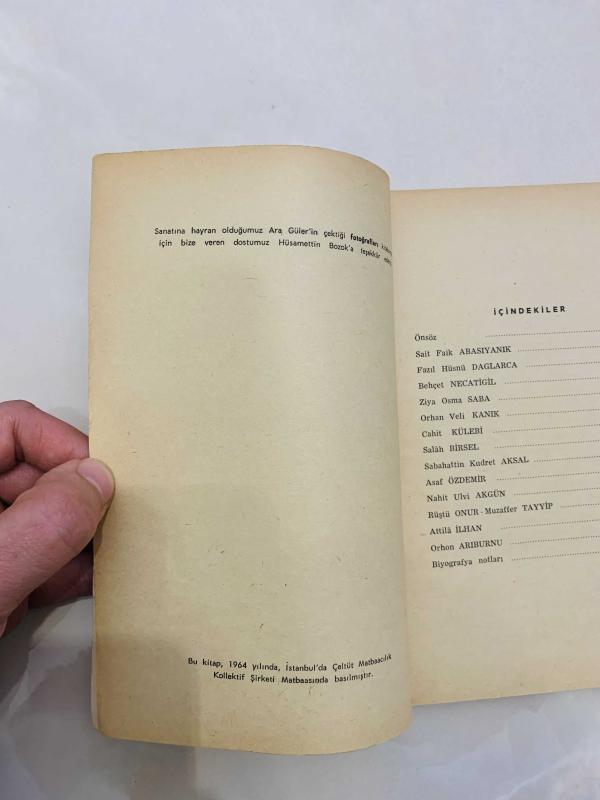 Sanatına hayran olduğumuz Ara Güler'in çektiği fotoğrafları
için bize veren dostumuz Hüsamettin Bozok'a teşekkür
Bu kitap, 1964 yılında, İstanbul'da Çeltüt Matbaacılık
Kollektif Şirketi Matbaasında basılmıştır.
İÇİNDEKİLER
Önsöz
Sait Faik ABASIYANIK
Fazıl Hüsnü DAGLARCA
Behçet NECATİGİL
Ziya Osma SABA
Orhan Veli KANIK
Cahit KÜLEBİ
Salâh BİRSEL
Sabahattin Kudret AKSAL
Asaf ÖZDEMİR
Nahit Ulvi AKGÜN
Rüştü ONUR - Muzaffer TAYYİP
Attilâ İLHAN
Orhon ARIBURNU
Biyografya notları